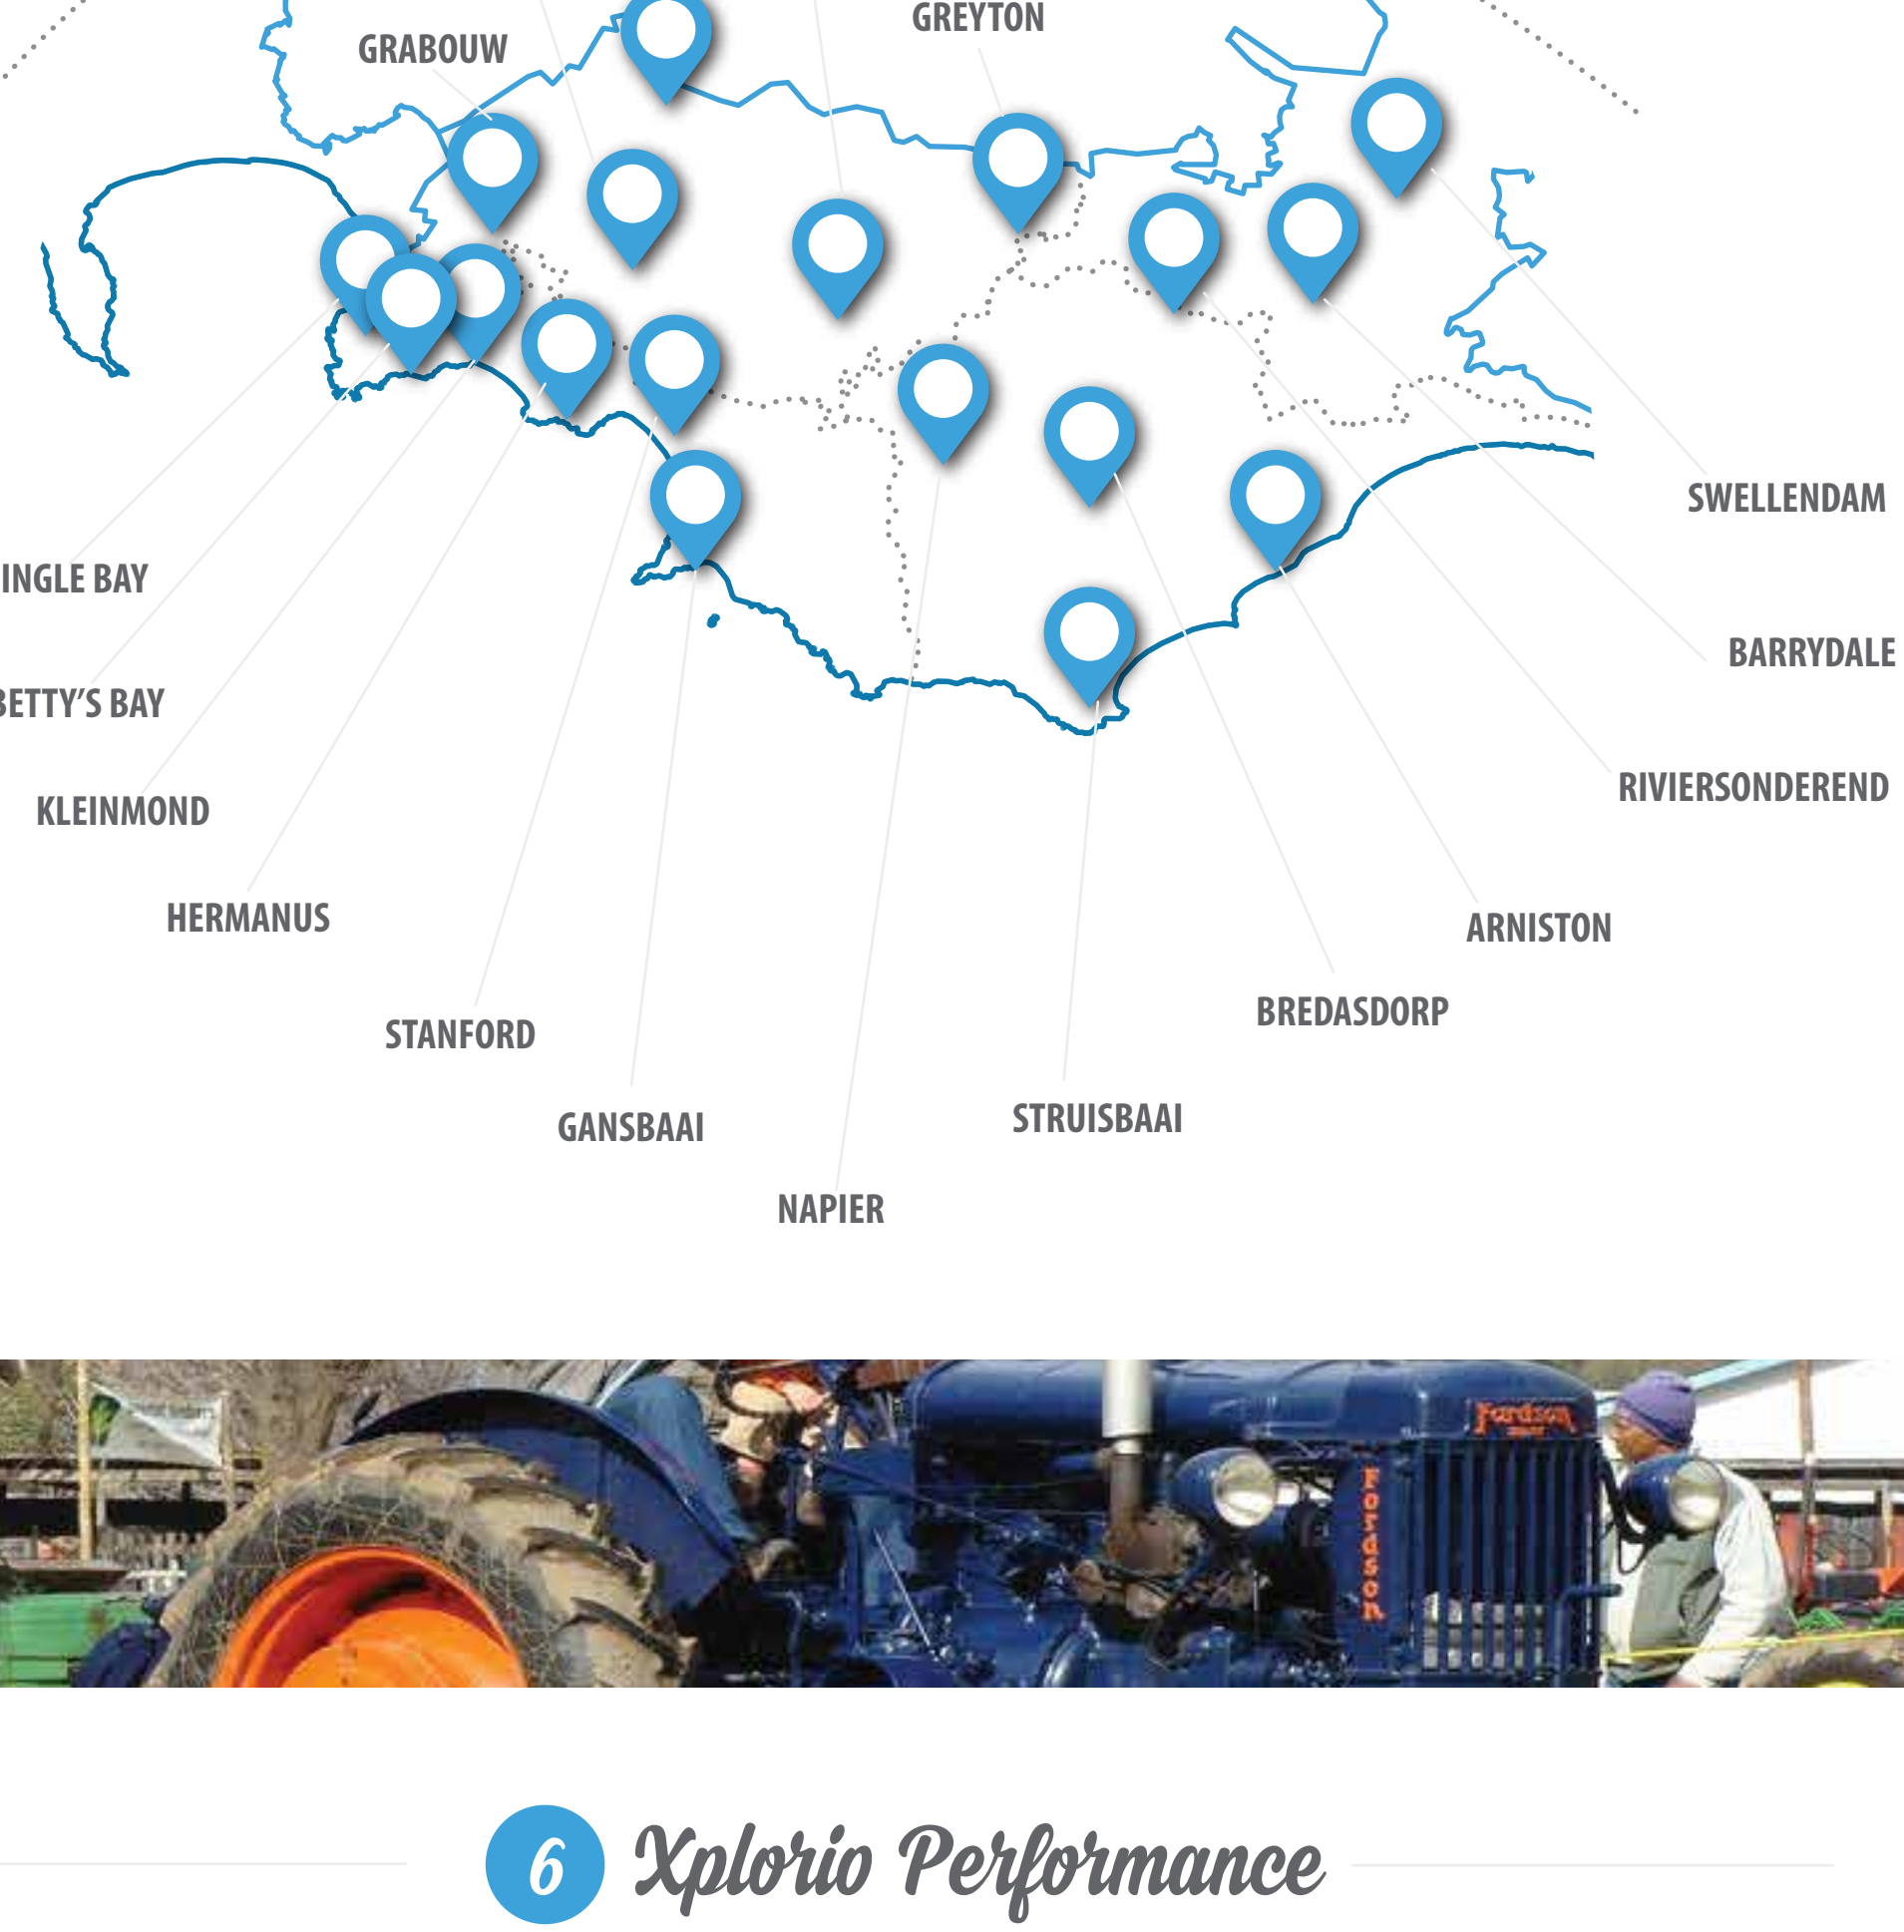 GREYTON
GRABOUW
SWELLENDAM
INGLE BAY
BARRYDALE
BETTY'S BAY
RIVIERSONDEREND
KLEINMOND
HERMANUS
ARNISTON
BREDASDORP
STANFORD
STRUISBAAI
GANSBAAI
NAPIER
Fordson
Fordson
6 Xplorio Performance